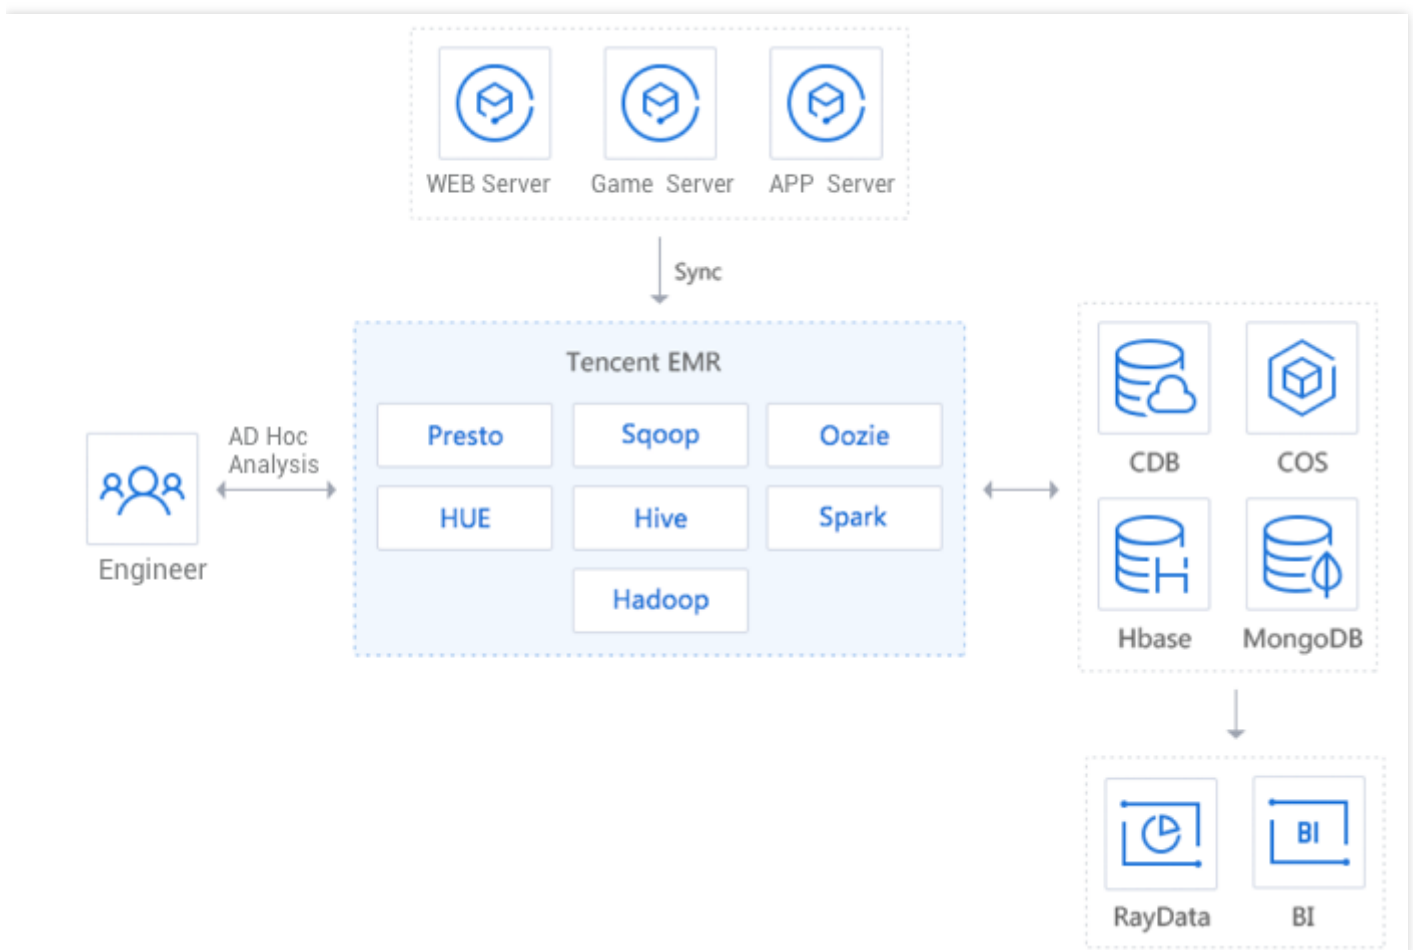 WEB Server
Game Server
APP Server
Sync
Tencent EMR
Presto
Sqoop
Oozie
HUE
Hive
Spark
Hadoop
AD Hoc
Analysis
Engineer
CDB
COS
Hbase
MongoDB
RayData
BI
BI